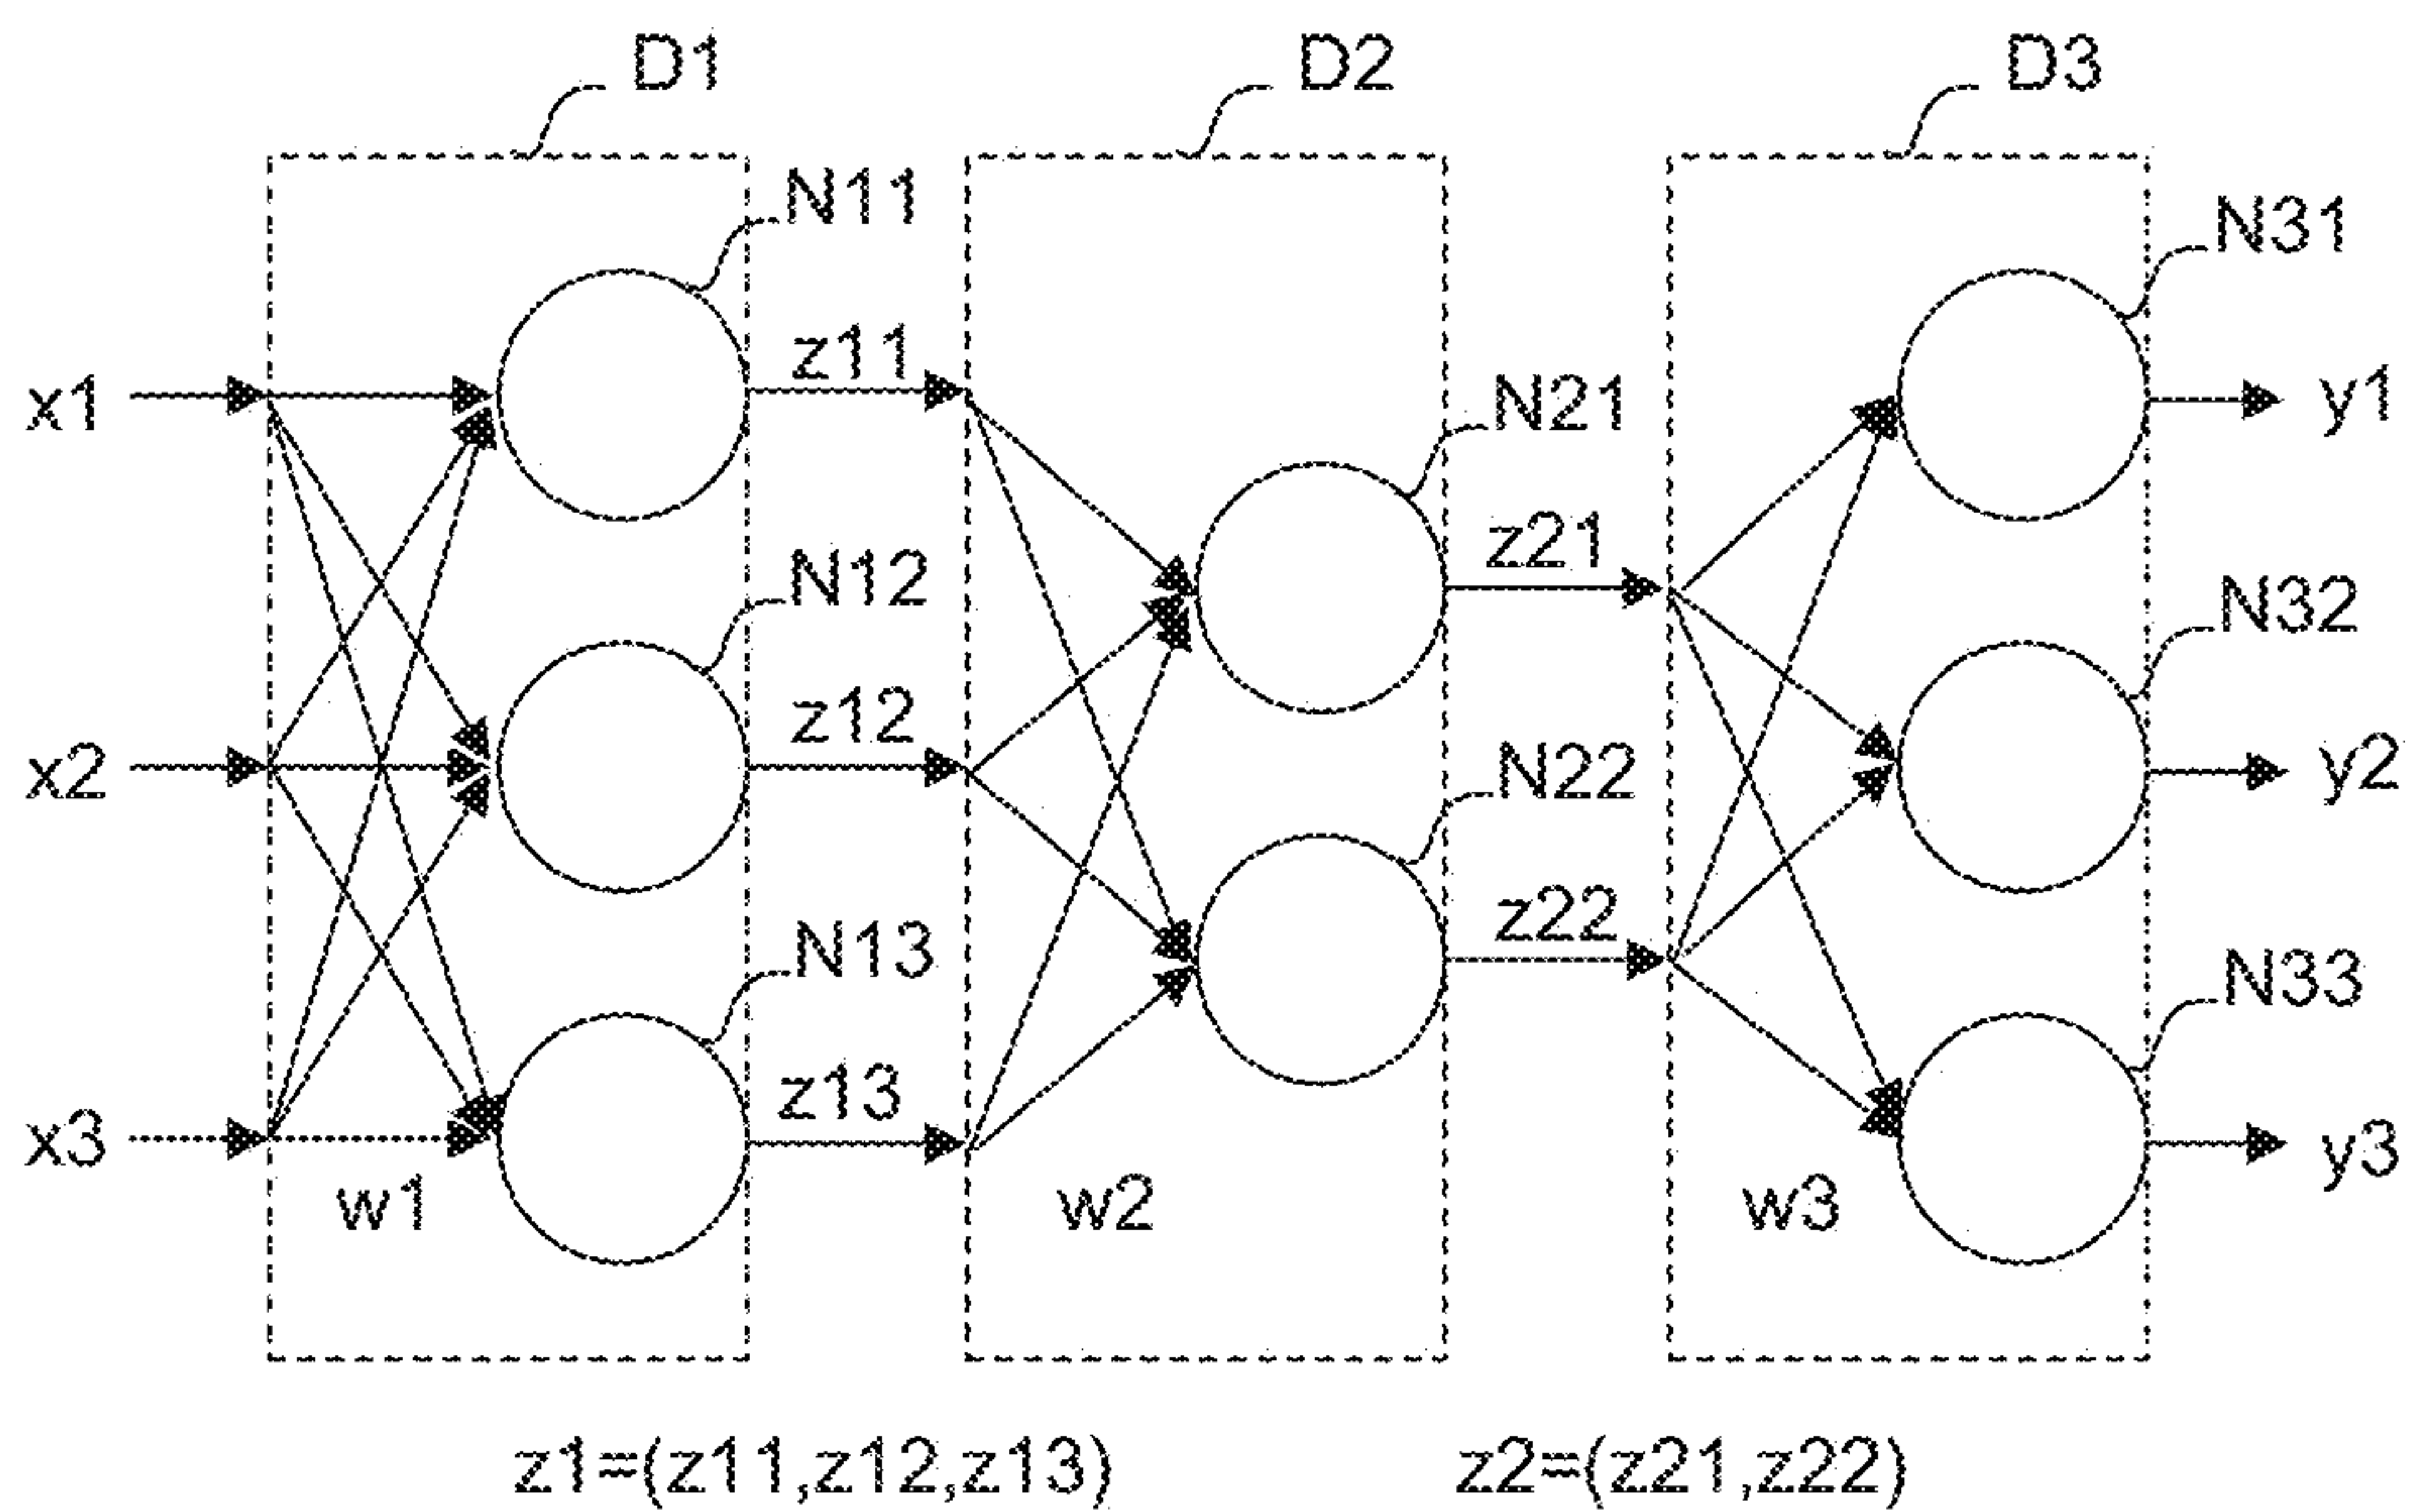 D1
D2
D3
N11
N31
z11
x1
N21
y1
z21
N12
N32
z12
x2
N22
y2
z22
N13
N33
z13
x3
y3
w1
w2
w3
z1=(z11,z12,z13)
z2=(z21,z22)